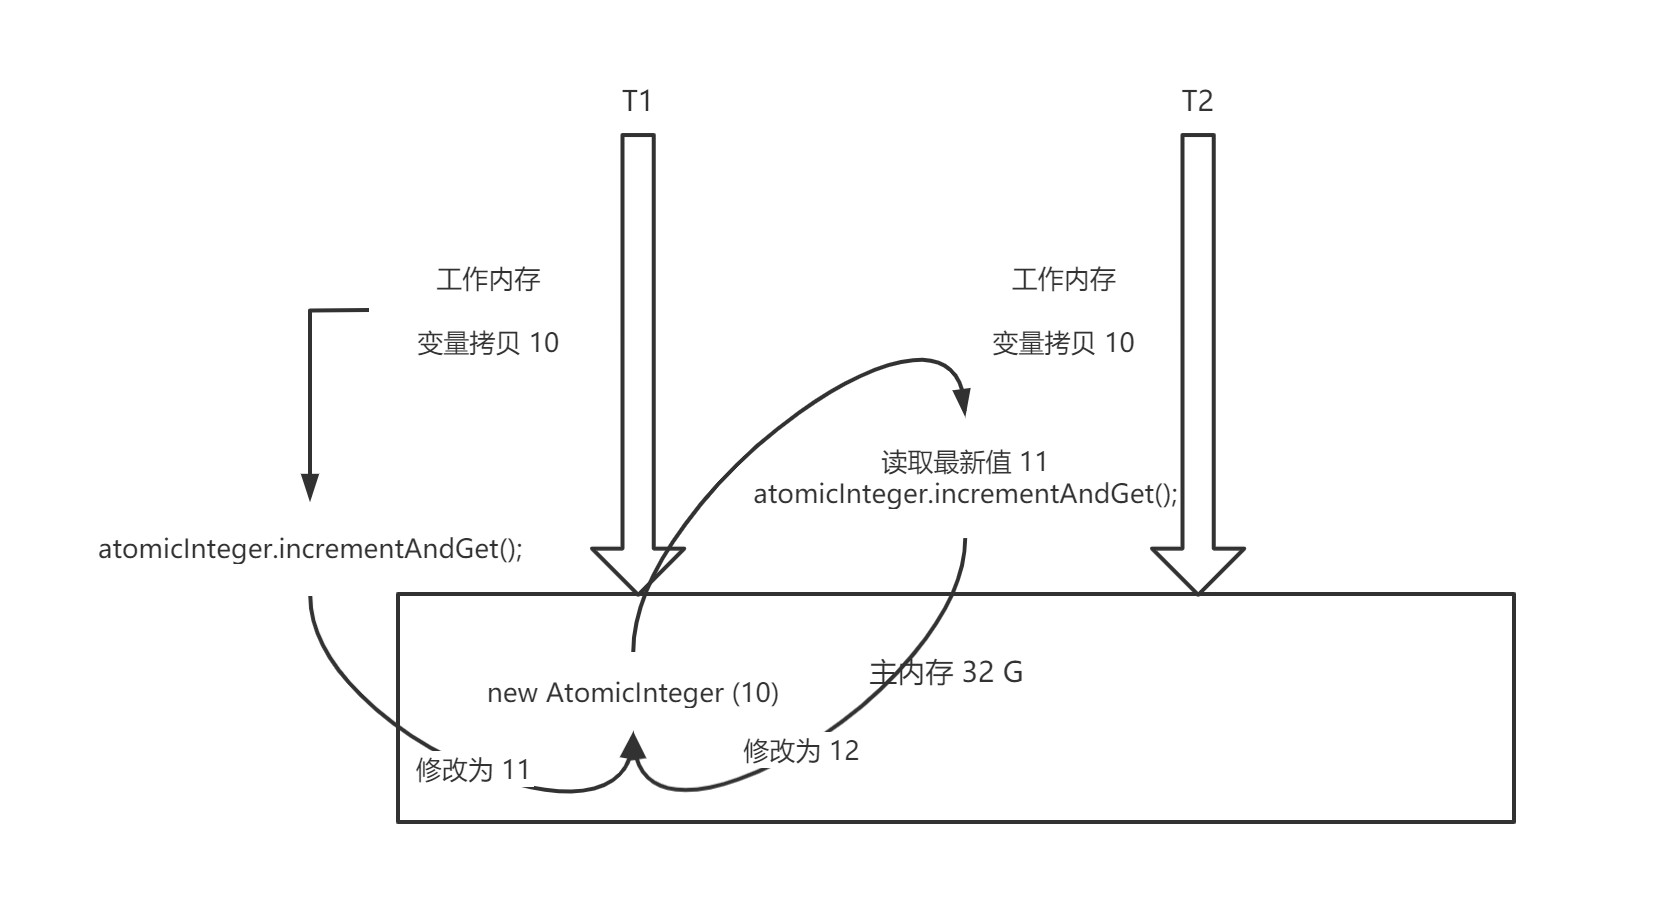 T1
T2
工作内存
工作内存
变量拷贝 10
变量拷贝 10
读取最新值 11
atomicInteger.incrementAndGet();
atomicInteger.incrementAndGet();
主内存 32 G
new AtomicInteger (10)
修改为 12
修改为 11